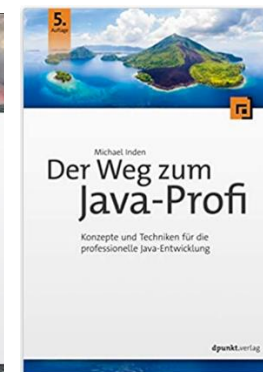 5.
Auflage
Michael Inden
Der Weg zum
Java-Profi
Konzepte und Techniken für die
professionelle Java-Entwicklung
dpunkt.verlag